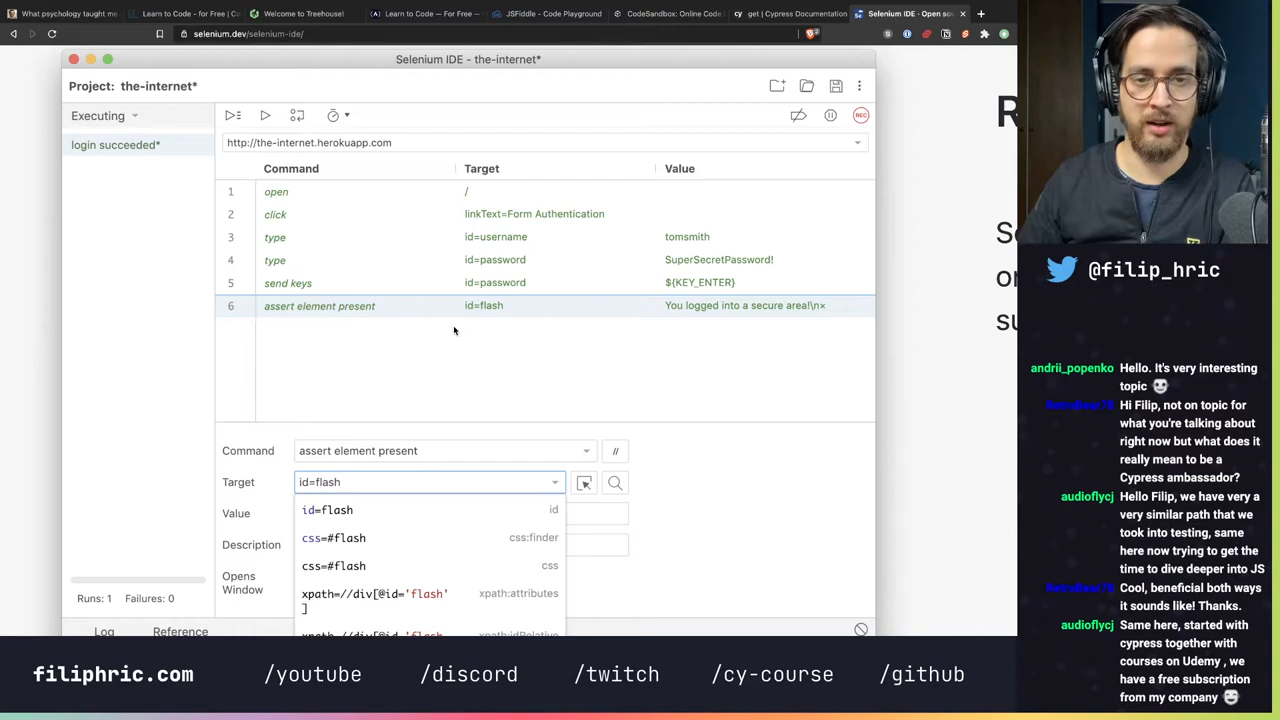 What psychology taught me
Learn to Code - for Free | Co
Welcome to Treehouse!
Learn to Code — For Free —
JSFiddle - Code Playground
CodeSandbox: Online Code
get | Cypress Documentation
Selenium IDE · Open sou
selenium.dev/selenium-ide/
Selenium IDE - the-internet*
Project: the-internet*
Executing
login succeeded*
REC
http://the-internet.herokuapp.com
Command Target Value
1 open /
2 click linkText=Form Authentication
3 type id=username tomsmith
4 type id=password SuperSecretPassword!
5 send keys id=password ${KEY_ENTER}
6 assert element present id=flash You logged into a secure area!\n×
Command assert element present //
Target id=flash
id=flash id
Value
css=#flash css:finder
Description
css=#flash css
Opens
Window
xpath=//div[@id='flash' xpath:attributes
]
Runs: 1 Failures: 0
xpath=//div[@id='flash xpath:idRelative
Log Reference
@filip_hric
andrii_popenko Hello. It's very interesting
topic
RetroBear78 Hi Filip, not on topic for
what you're talking about
right now but what does it
really mean to be a
Cypress ambassador?
audioflycj Hello Filip, we have very a
very similar path that we
took into testing, same
here now trying to get the
time to dive deeper into JS
RetroBear78 Cool, beneficial both ways
it sounds like! Thanks.
audioflycj Same here, started with
cypress together with
courses on Udemy , we
have a free subscription
from my company
filiphric.com /youtube /discord /twitch /cy-course /github